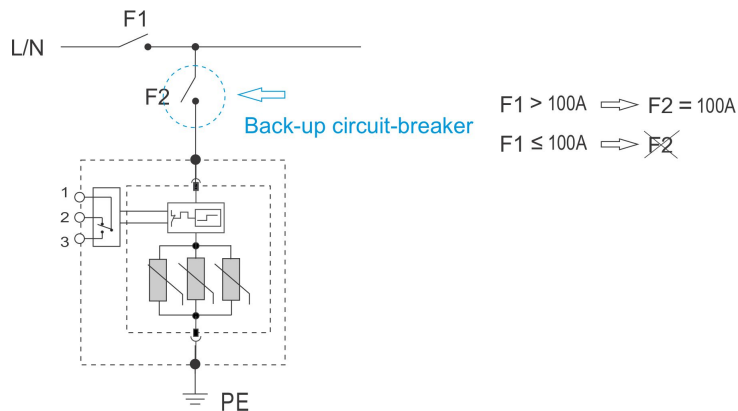 F1
L/N
F2
Back-up circuit-breaker
F1 > 100A ⇨ F2 = 100A
F1 ≤ 100A ⇨ F2
1
2
3
PE